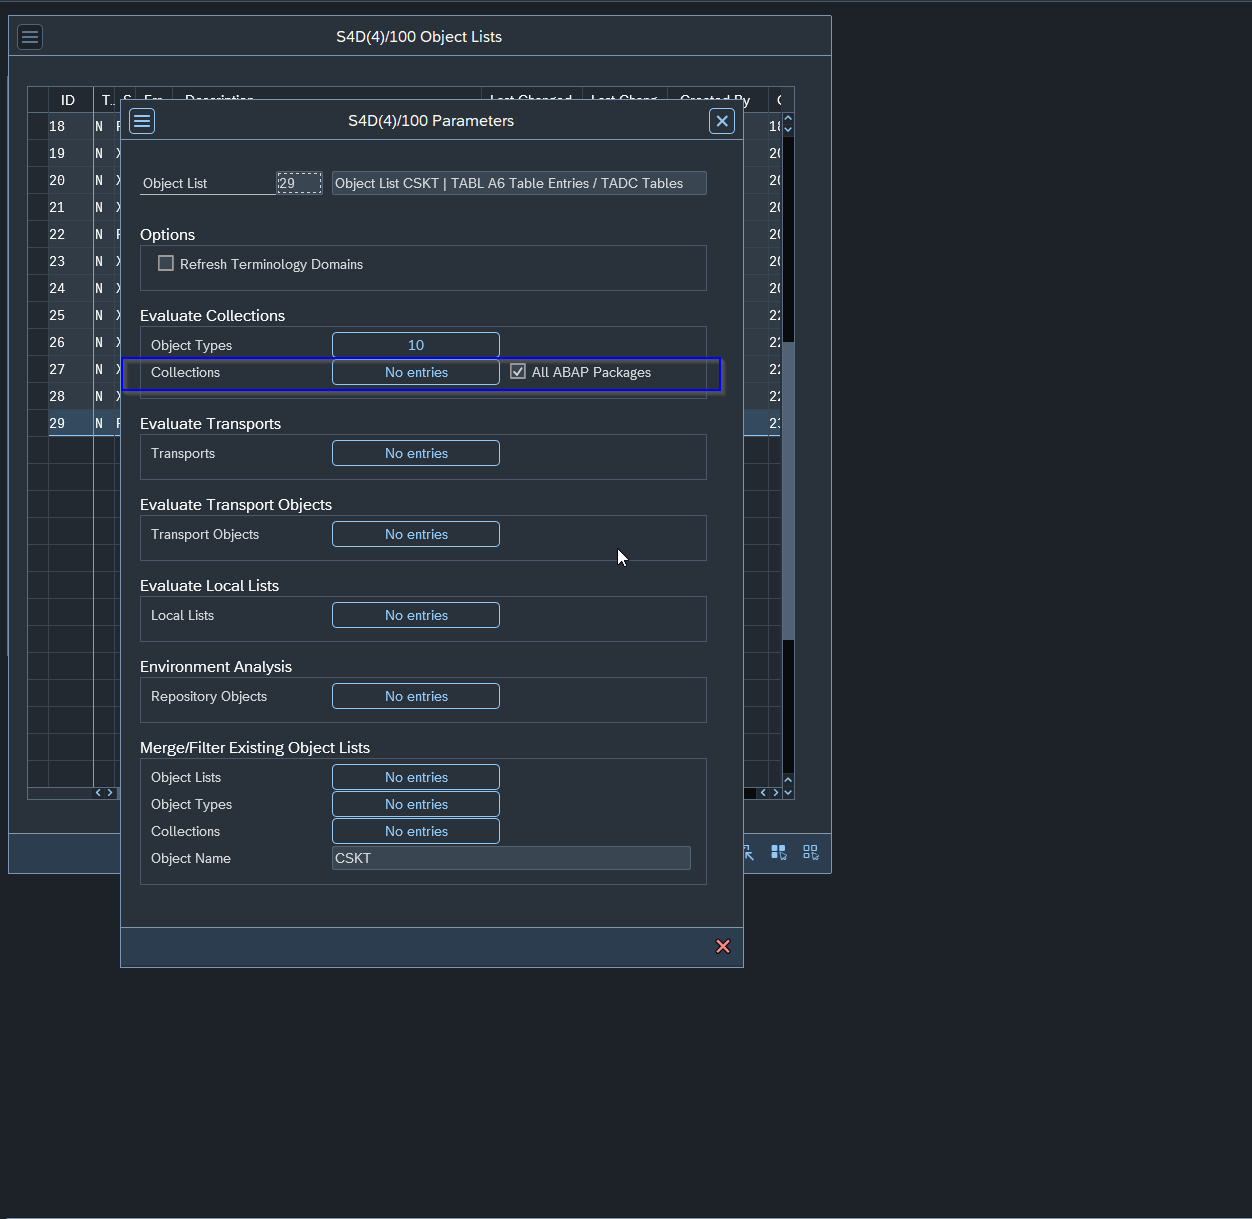 S4D(4)/100 Object Lists
ID T..
S4D(4)/100 Parameters
18 N
19 N
20 N
21 N
22 N
23 N
24 N
25 N
26 N
27 N
28 N
29 N
Object List 29 Object List CSKT | TABL A6 Table Entries / TADC Tables
Options
Refresh Terminology Domains
Evaluate Collections
Object Types 10
Collections No entries All ABAP Packages
Evaluate Transports
Transports No entries
Evaluate Transport Objects
Transport Objects No entries
Evaluate Local Lists
Local Lists No entries
Environment Analysis
Repository Objects No entries
Merge/Filter Existing Object Lists
Object Lists No entries
Object Types No entries
Collections No entries
Object Name CSKT